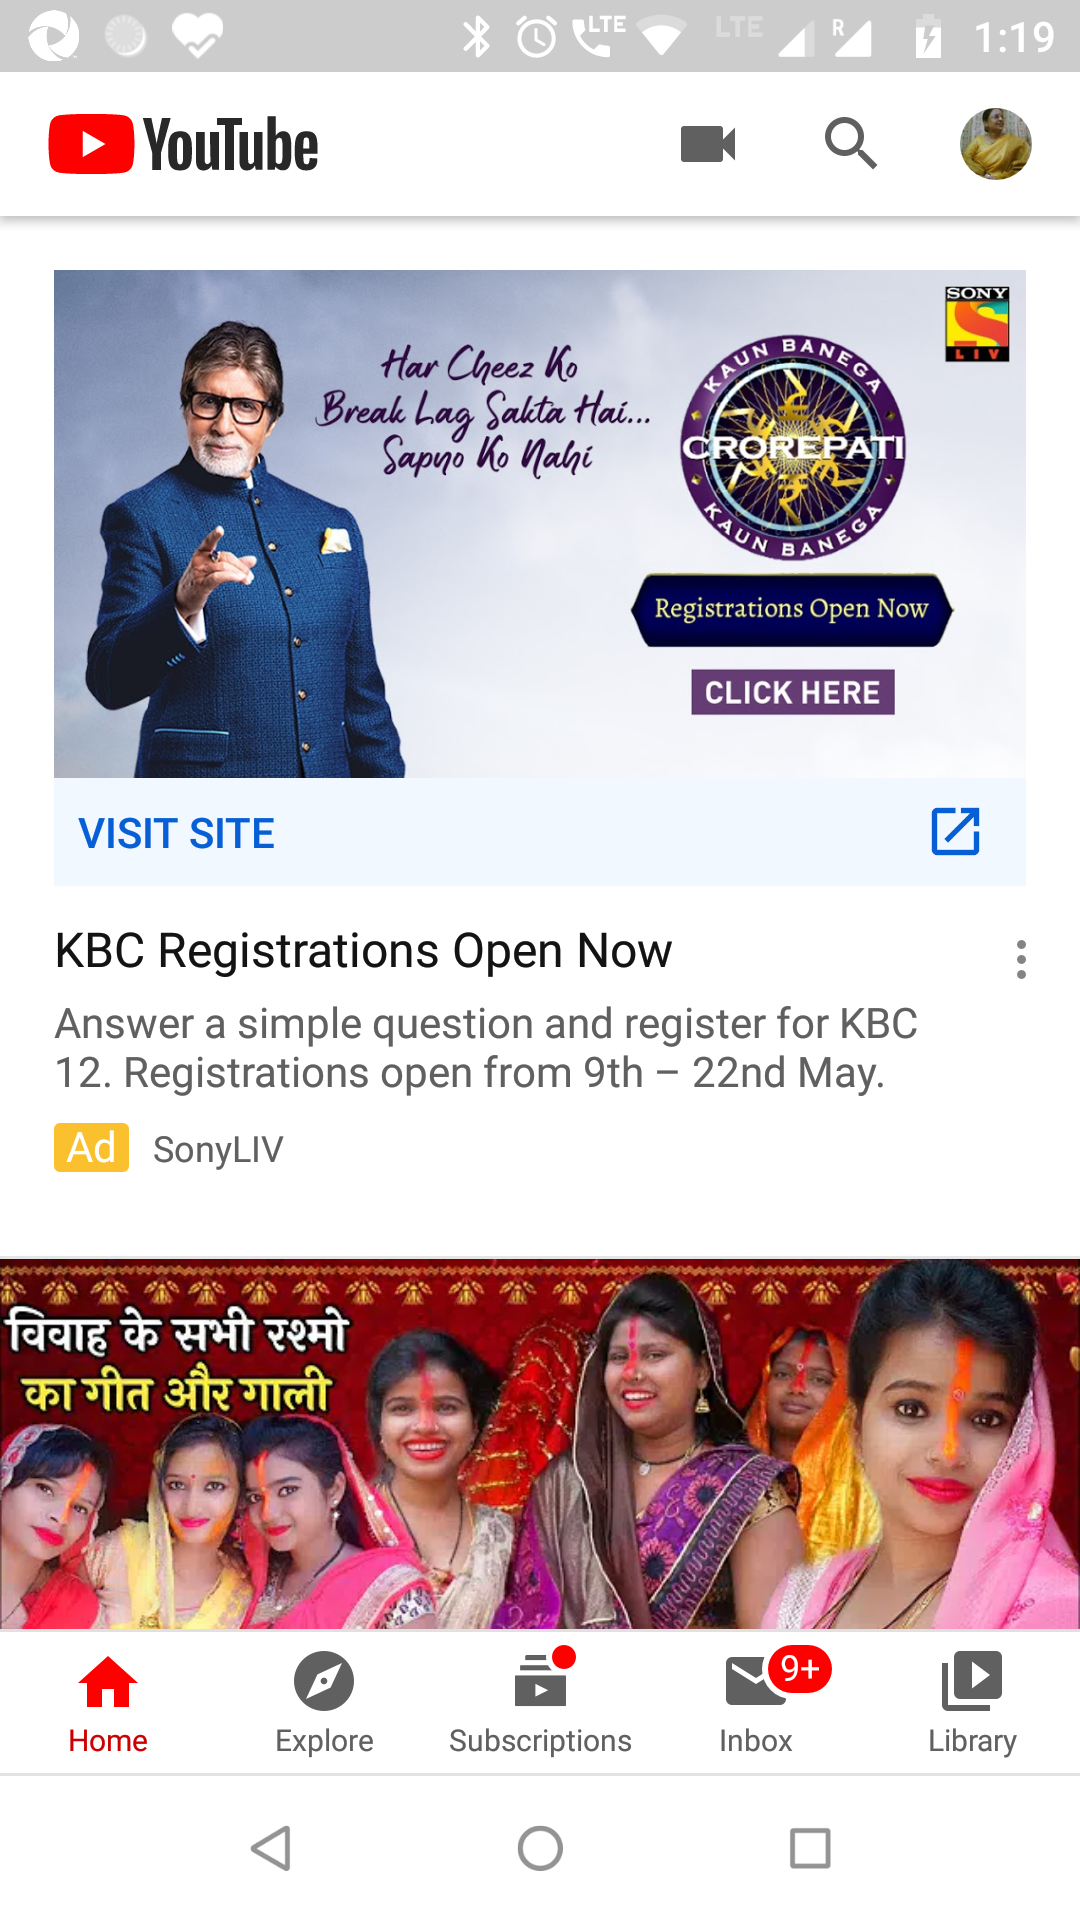 LTE LTE R 1:19
YouTube
SONY
LIV
Har Cheez Ko
Break Lag Sakta Hai...
Sapno Ko Nahi
KAUN BANEGA
CROREPATI
KAUN BANEGA
Registrations Open Now
CLICK HERE
VISIT SITE
KBC Registrations Open Now
Answer a simple question and register for KBC
12. Registrations open from 9th – 22nd May.
Ad SonyLIV
विवाह के सभी रश्मो
का गीत और गाली
9+
Home Explore Subscriptions Inbox Library